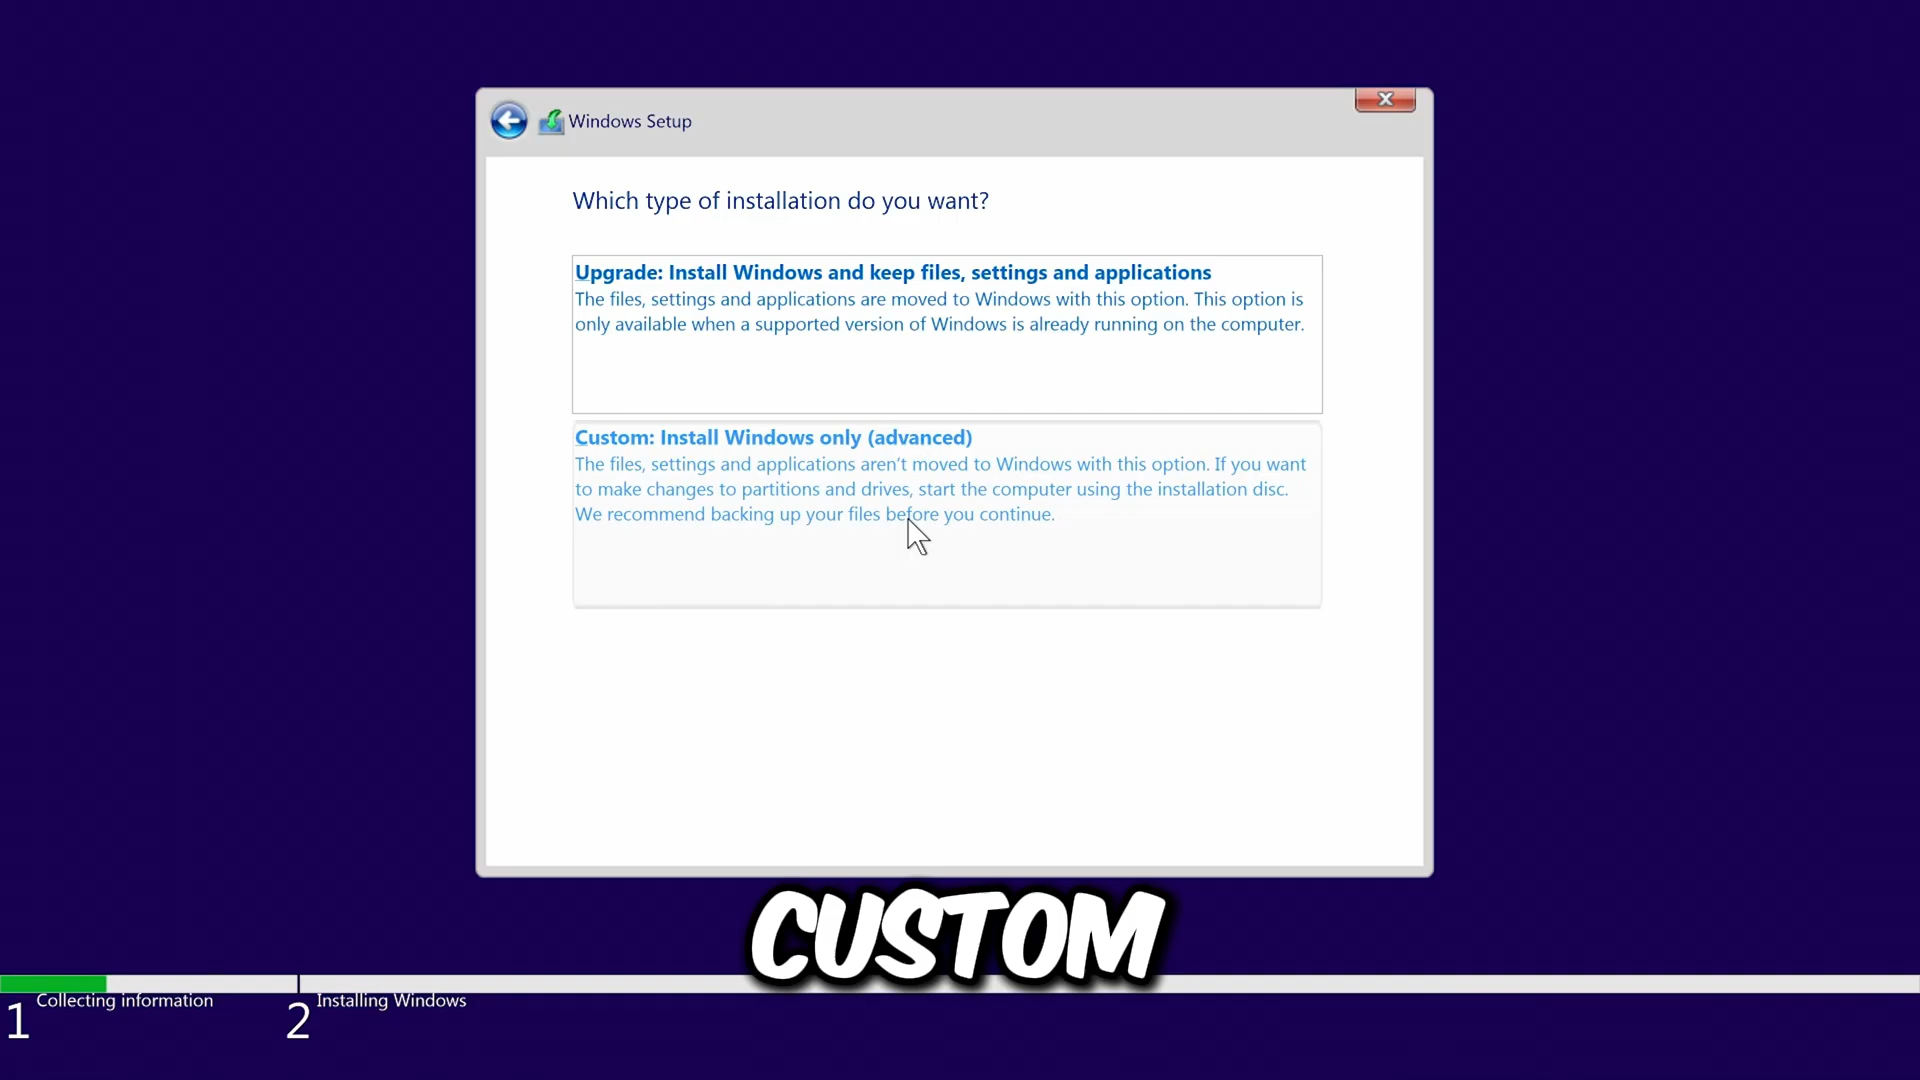 Windows Setup
Which type of installation do you want?
Upgrade: Install Windows and keep files, settings and applications
The files, settings and applications are moved to Windows with this option. This option is
only available when a supported version of Windows is already running on the computer.
Custom: Install Windows only (advanced)
The files, settings and applications aren't moved to Windows with this option. If you want
to make changes to partitions and drives, start the computer using the installation disc.
We recommend backing up your files before you continue.
CUSTOM
1 Collecting information
2 Installing Windows